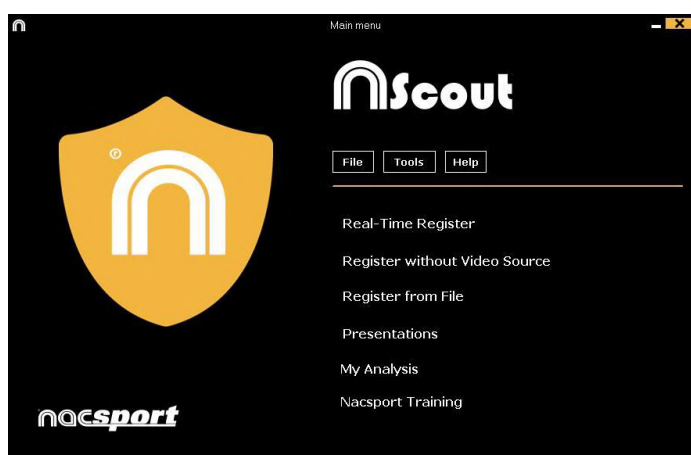 Main menu
nScout
File Tools Help
Real-Time Register
Register without Video Source
Register from File
Presentations
My Analysis
Nacsport Training
®
n
nacsport